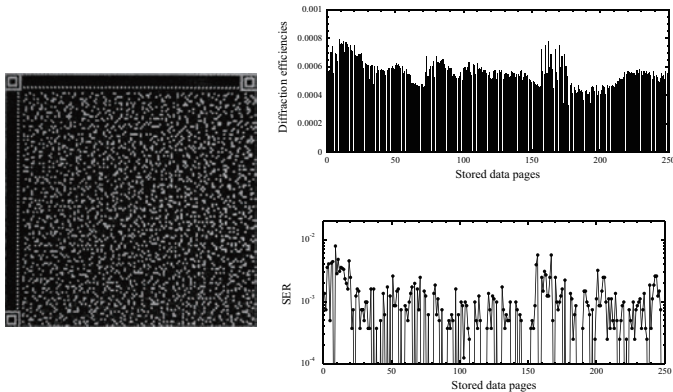 0.001
0.0008
0.0006
0.0004
0.0002
0
Diffraction efficiencies
0 50 100 150 200 250
Stored data pages
10-2
10-3
10-4
SER
0 50 100 150 200 250
Stored data pages